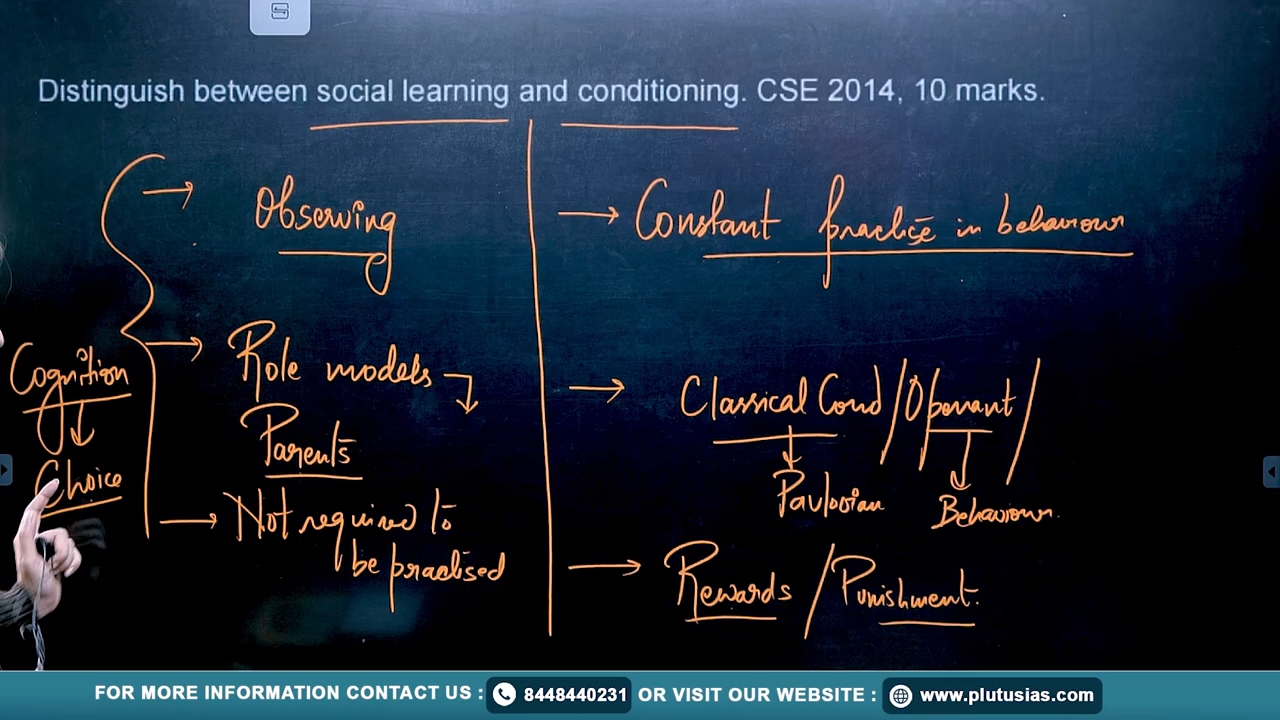 Distinguish between social learning and conditioning. CSE 2014, 10 marks.
Observing
Role models
Parents
Not required to
be practised
Cognition
Choice
Constant practice in behaviour
Classical Cond / Operant /
Pavlovian
Behaviour.
Rewards / Punishment.
FOR MORE INFORMATION CONTACT US : 8448440231 OR VISIT OUR WEBSITE : www.plutusias.com